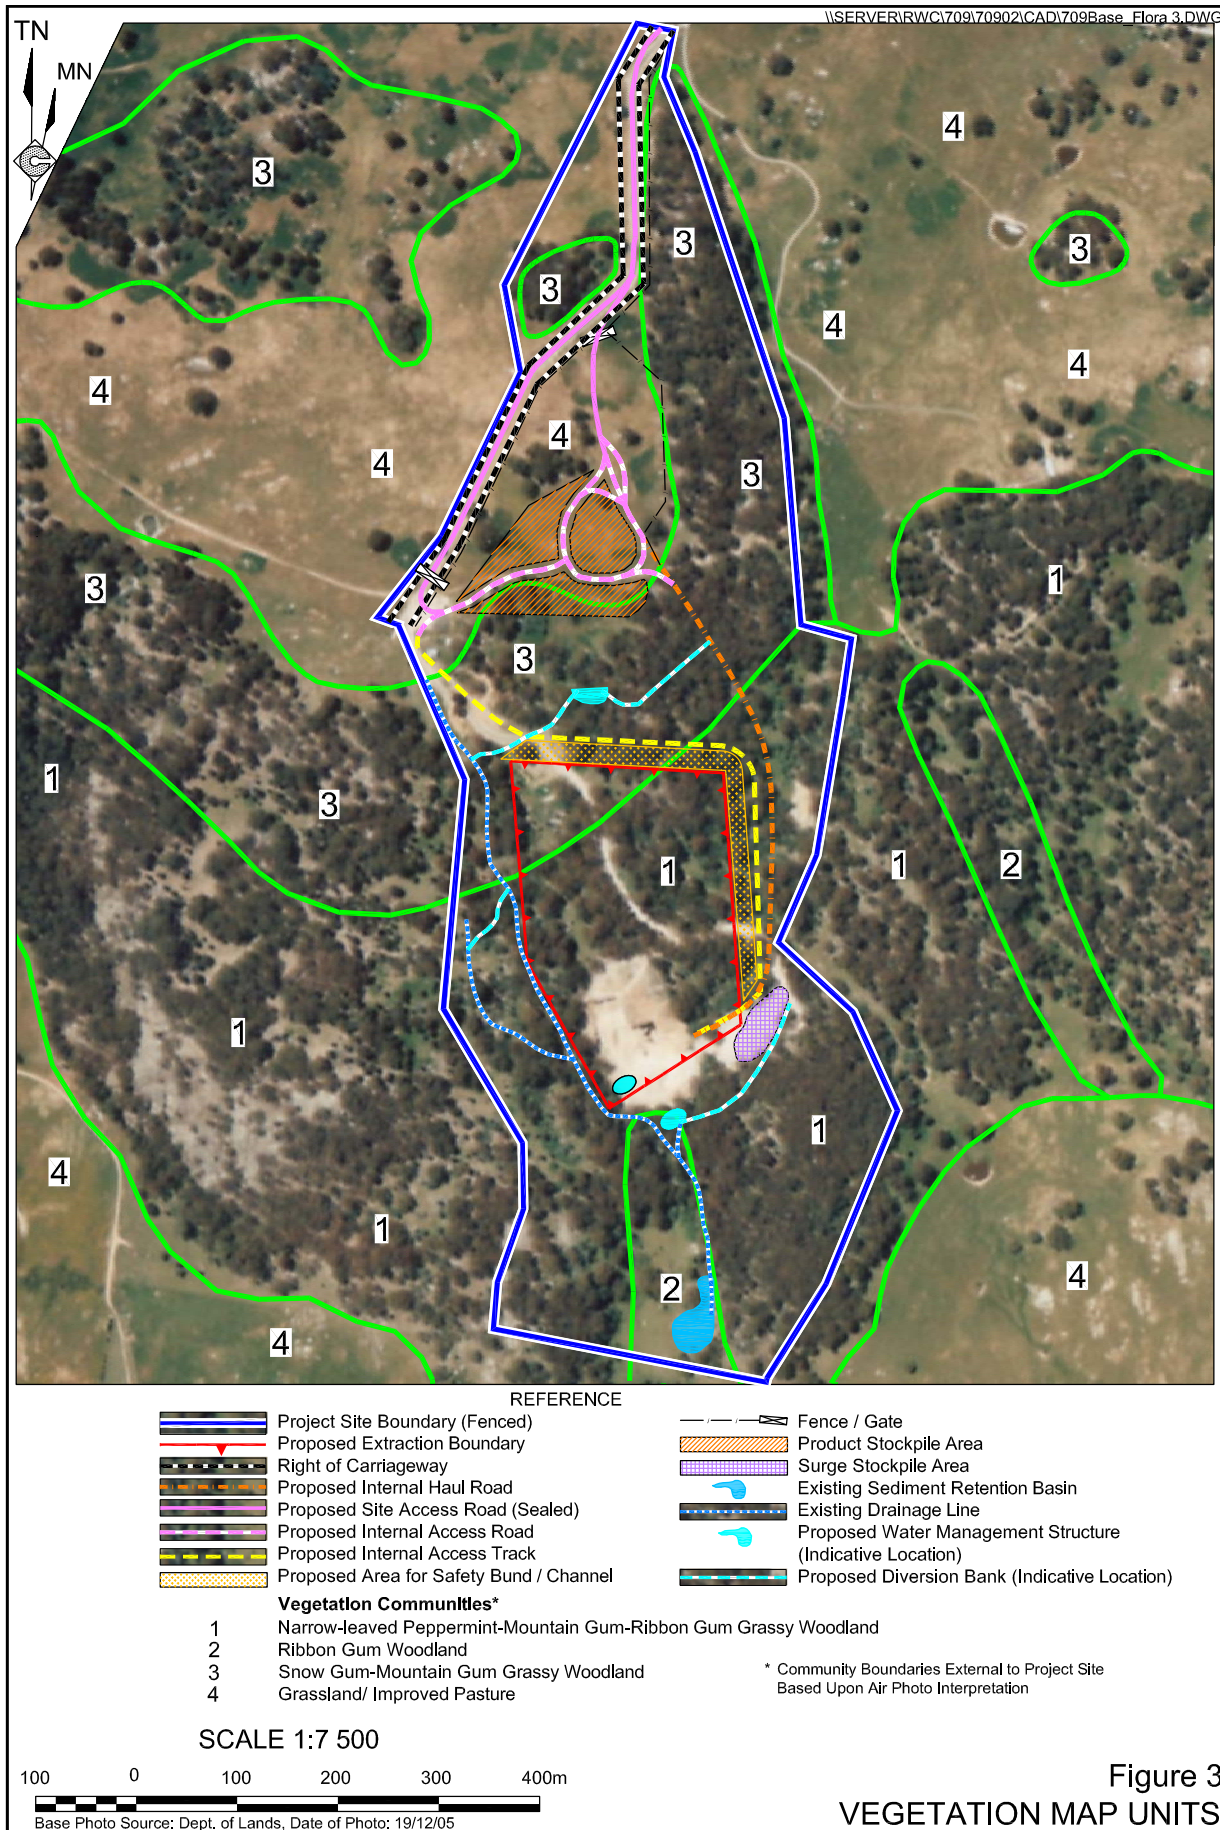 \\SERVER\RWC\709\70902\CAD\709Base_Flora 3.DWG
TN
MN
3
4
3
3
3
4
4
4
4
4
3
4
3
1
3
3
1
3
1
1
2
1
1
4
1
2
4
4
REFERENCE
Project Site Boundary (Fenced)
Proposed Extraction Boundary
Right of Carriageway
Proposed Internal Haul Road
Proposed Site Access Road (Sealed)
Proposed Internal Access Road
Proposed Internal Access Track
Proposed Area for Safety Bund / Channel
Fence / Gate
Product Stockpile Area
Surge Stockpile Area
Existing Sediment Retention Basin
Existing Drainage Line
Proposed Water Management Structure
(Indicative Location)
Proposed Diversion Bank (Indicative Location)
Vegetation Communities*
1 Narrow-leaved Peppermint-Mountain Gum-Ribbon Gum Grassy Woodland
2 Ribbon Gum Woodland
3 Snow Gum-Mountain Gum Grassy Woodland
4 Grassland/ Improved Pasture
* Community Boundaries External to Project Site
Based Upon Air Photo Interpretation
SCALE 1:7 500
100 0 100 200 300 400m
Base Photo Source: Dept. of Lands, Date of Photo: 19/12/05
Figure 3
VEGETATION MAP UNITS